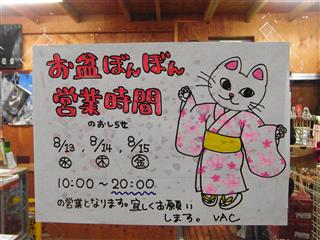 お盆ぼんぼん
営業時間
のおしらせ
8/13, 8/14, 8/15
水 木 金
10:00〜20:00
の営業となります。宜しくお願い
します。 VAC